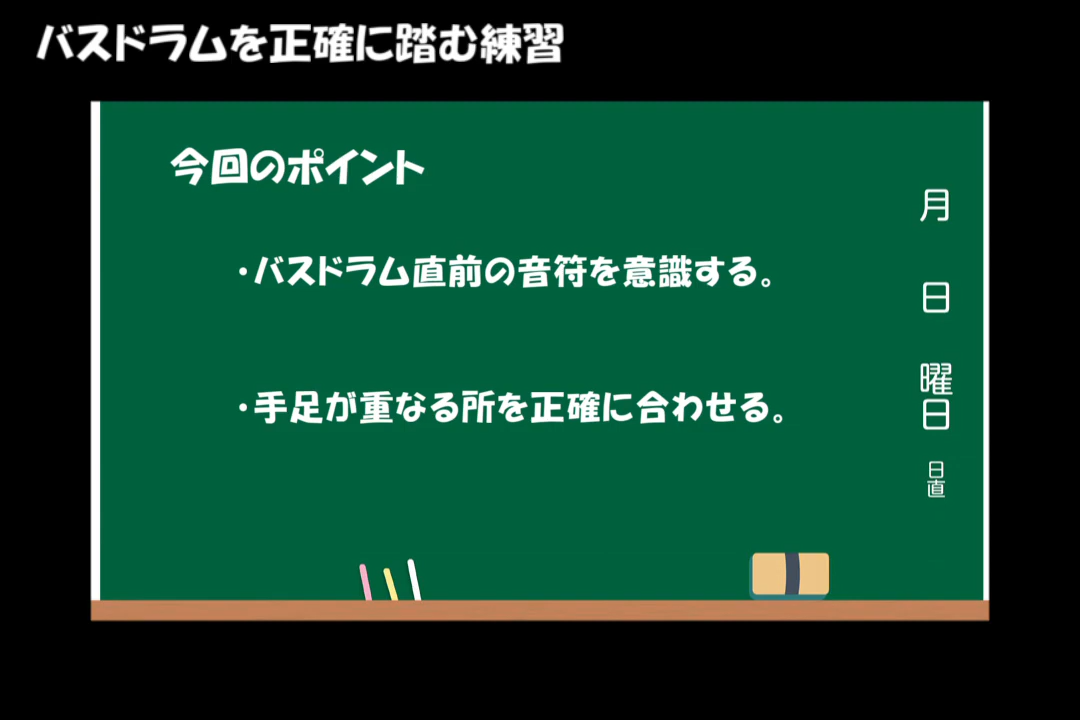 バスドラムを正確に踏む練習
今回のポイント
・バスドラム直前の音符を意識する。
・手足が重なる所を正確に合わせる。
月
日
曜日
日直